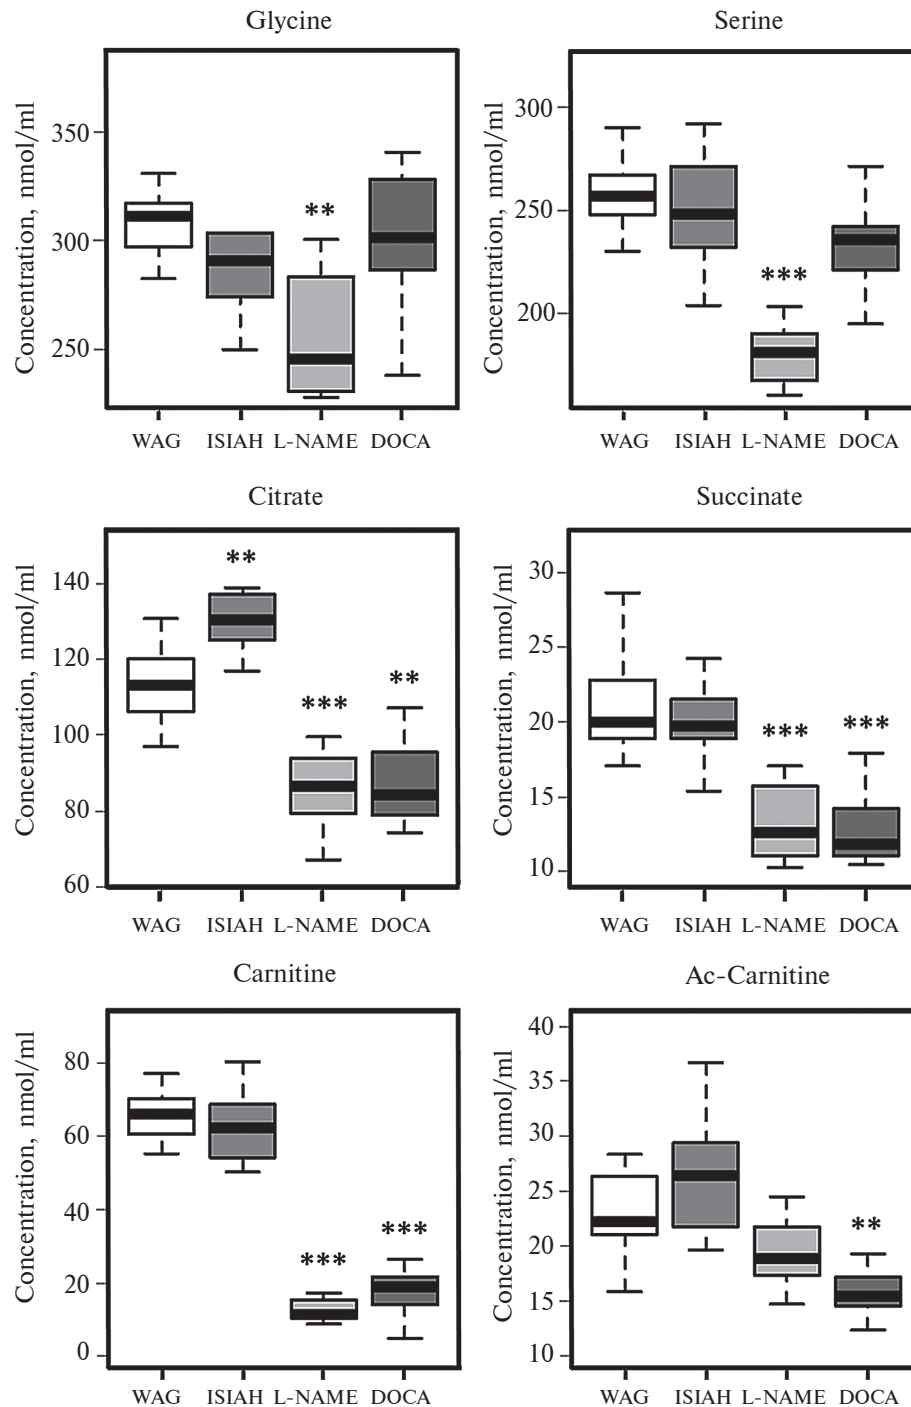 Glycine
Concentration, nmol/ml
350
300
250
**
WAG ISIAH L-NAME DOCA
Serine
Concentration, nmol/ml
300
250
200
***
WAG ISIAH L-NAME DOCA
Citrate
Concentration, nmol/ml
140
120
100
80
60
**
***
**
WAG ISIAH L-NAME DOCA
Succinate
Concentration, nmol/ml
30
25
20
15
10
***
***
WAG ISIAH L-NAME DOCA
Carnitine
Concentration, nmol/ml
80
60
40
20
0
***
***
WAG ISIAH L-NAME DOCA
Ac-Carnitine
Concentration, nmol/ml
40
35
30
25
20
15
10
**
WAG ISIAH L-NAME DOCA